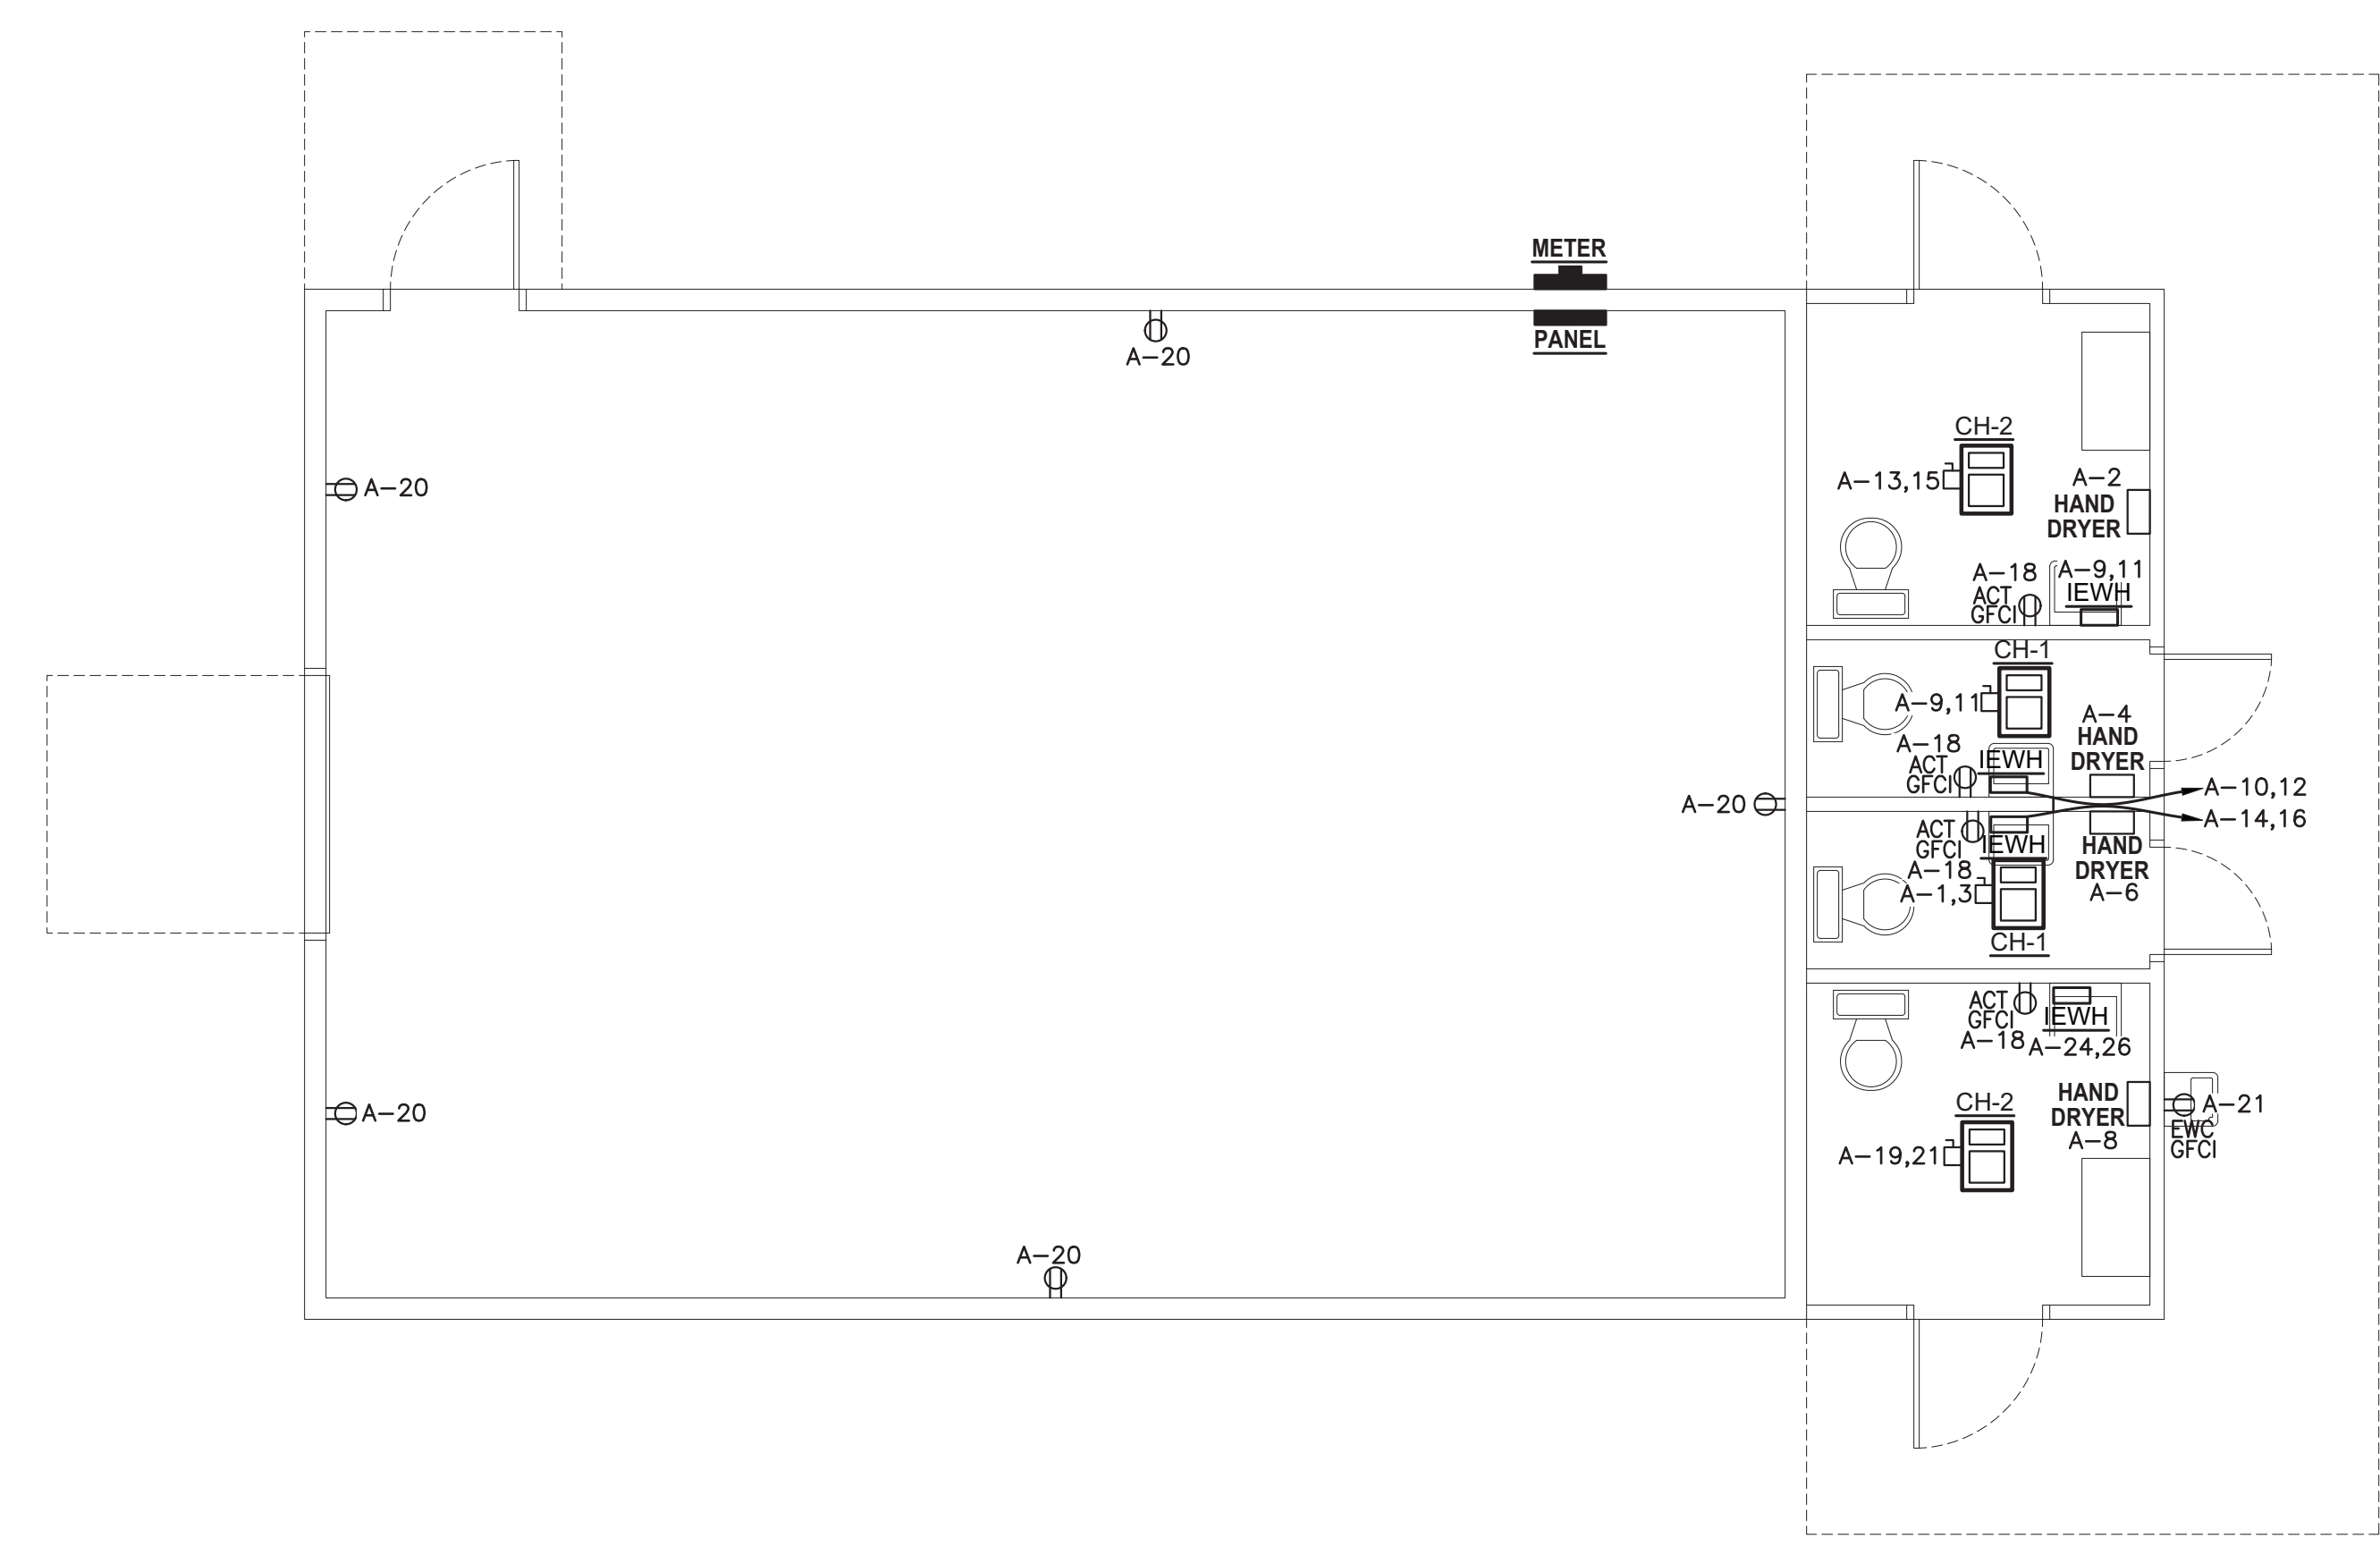 METER
PANEL
A-20
A-20
CH-2
A-13,15
A-2
HAND
DRYER
A-18
ACT
GFCI
A-9,11
IEWH
CH-1
A-9,11
A-4
HAND
DRYER
A-18
ACT
GFCI
IEWH
A-20
A-10,12
A-14,16
ACT
GFCI
IEWH
A-18
A-1,3
HAND
DRYER
A-6
CH-1
ACT
GFCI
A-18
IEWH
A-24,26
A-20
CH-2
HAND
DRYER
A-8
A-21
EWC
GFCI
A-19,21
A-20